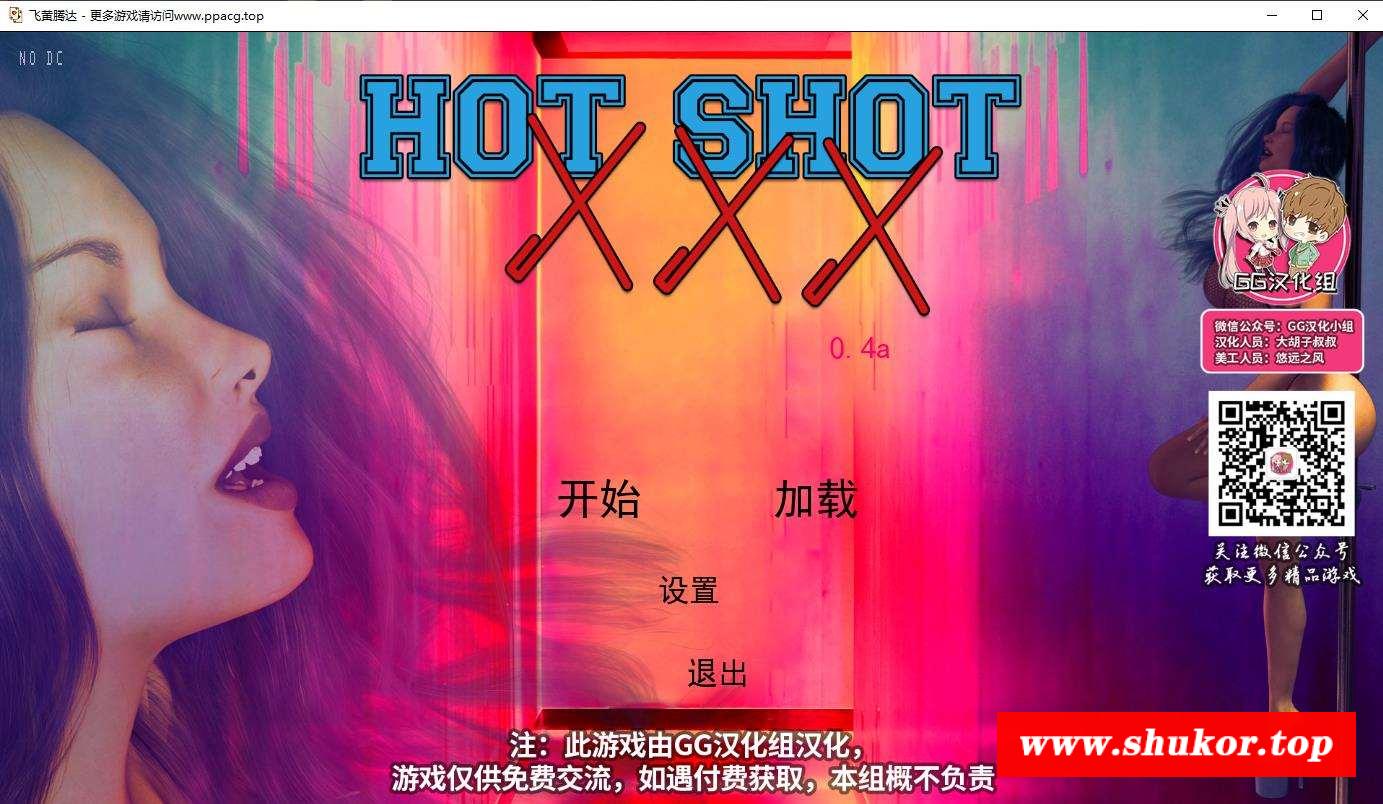 飞黄腾达 - 更多游戏请访问www.ppacg.top
NO DC
HOT SHOT
XXX
0.4a
开始
加载
设置
退出
GG汉化组
微信公众号：GG汉化小组
汉化人员：大胡子叔叔
美工人员：悠远之风
关注微信公众号
获取更多精品游戏
注：此游戏由GG汉化组汉化，
游戏仅供免费交流，如遇付费获取，本组概不负责
www.shukor.top